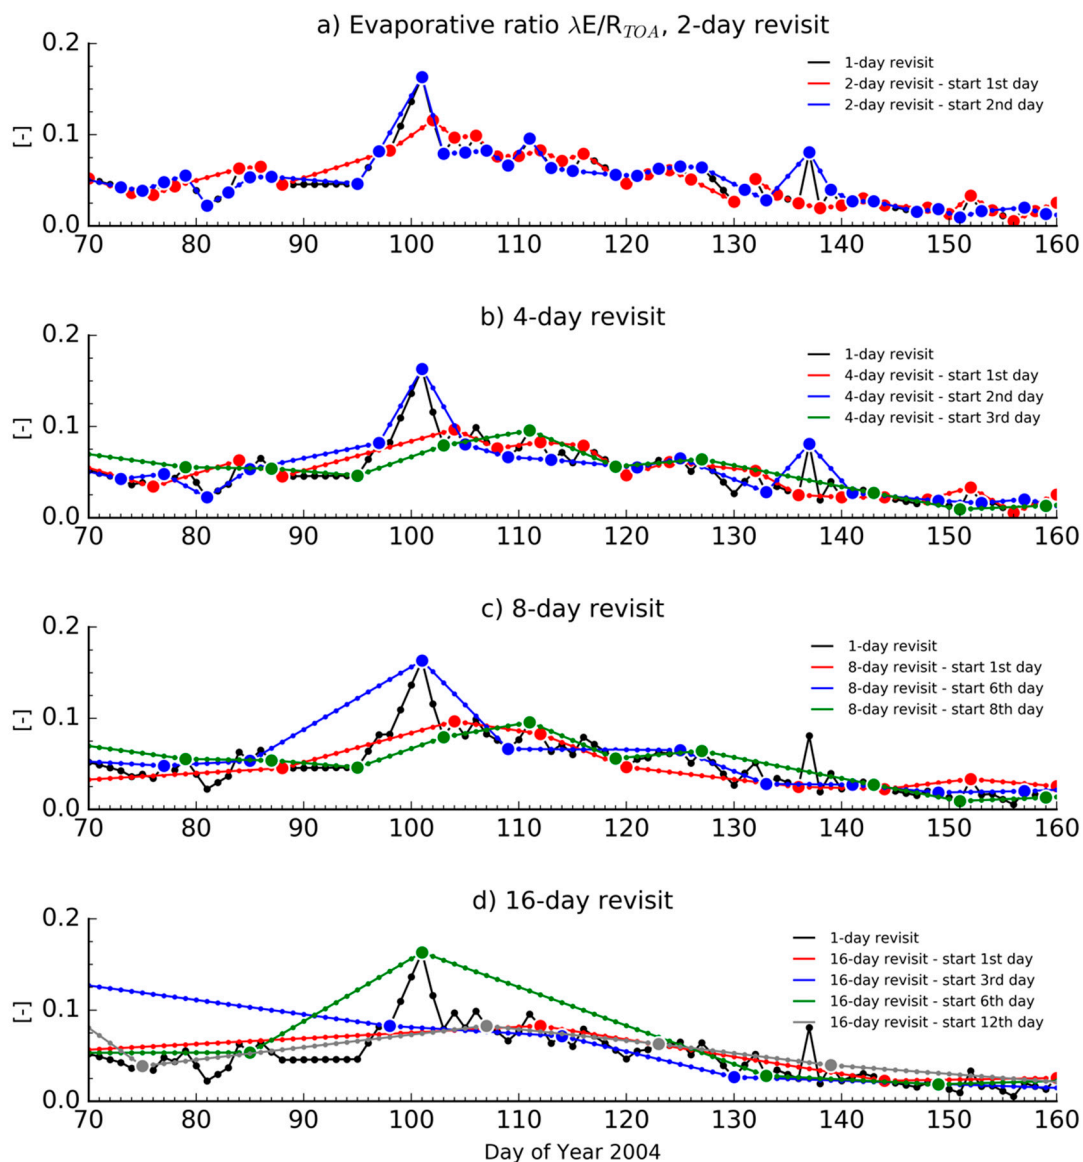 a) Evaporative ratio λE/R_TOA, 2-day revisit
0.2
0.1
0.0
[-]
1-day revisit
2-day revisit - start 1st day
2-day revisit - start 2nd day
70 80 90 100 110 120 130 140 150 160
b) 4-day revisit
0.2
0.1
0.0
[-]
1-day revisit
4-day revisit - start 1st day
4-day revisit - start 2nd day
4-day revisit - start 3rd day
70 80 90 100 110 120 130 140 150 160
c) 8-day revisit
0.2
0.1
0.0
[-]
1-day revisit
8-day revisit - start 1st day
8-day revisit - start 6th day
8-day revisit - start 8th day
70 80 90 100 110 120 130 140 150 160
d) 16-day revisit
0.2
0.1
0.0
[-]
1-day revisit
16-day revisit - start 1st day
16-day revisit - start 3rd day
16-day revisit - start 6th day
16-day revisit - start 12th day
70 80 90 100 110 120 130 140 150 160
Day of Year 2004